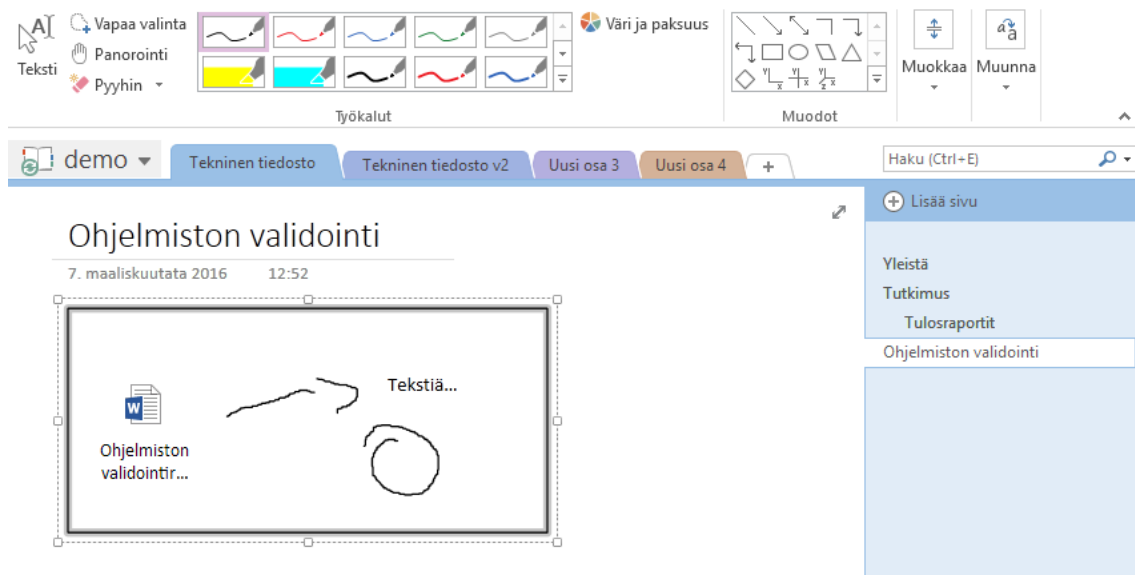 Teksti
Vapaa valinta
Panorointi
Pyyhin
Työkalut
Väri ja paksuus
Muodot
Muokkaa
Muunna
demo
Tekninen tiedosto
Tekninen tiedosto v2
Uusi osa 3
Uusi osa 4
+
Haku (Ctrl+E)
Lisää sivu
Ohjelmiston validointi
7. maaliskuutata 2016 12:52
Ohjelmiston
validointir...
Tekstiä...
Yleistä
Tutkimus
Tulosraportit
Ohjelmiston validointi